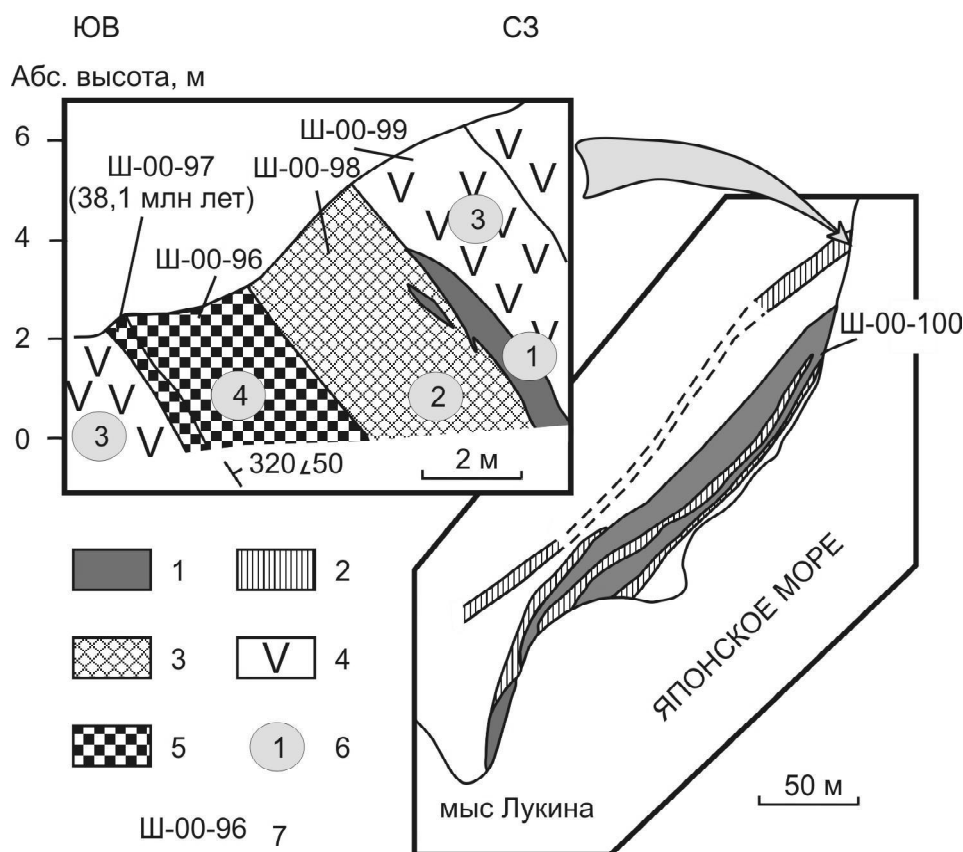 ЮВ
СЗ
Абс. высота, м
6
4
2
0
Ш-00-99
Ш-00-98
Ш-00-97
(38,1 млн лет)
Ш-00-96
3
1
4
2
3
320∠50
2 м
Ш-00-100
ЯПОНСКОЕ МОРЕ
мыс Лукина
50 м
1
2
3
V 4
5
1 6
Ш-00-96 7